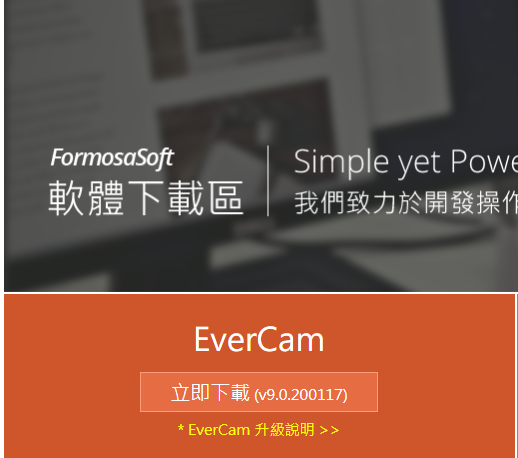 FormosaSoft
軟體下載區
Simple yet
我們致力於開發操作
EverCam
立即下載 (v9.0.200117)
* EverCam 升級說明 >>